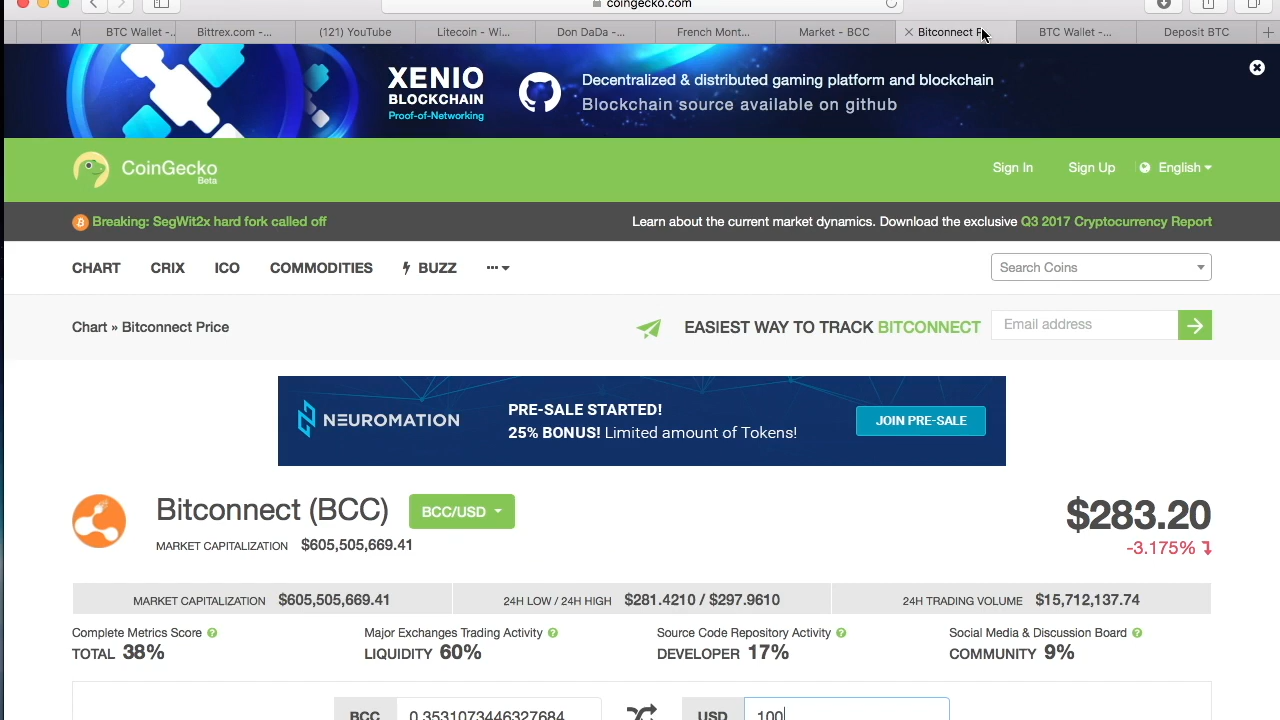 coingecko.com
At
BTC Wallet -..
Bittrex.com -...
(121) YouTube
Litecoin - Wi...
Don DaDa -...
French Mont...
Market - BCC
Bitconnect P
BTC Wallet -...
Deposit BTC
XENIO
BLOCKCHAIN
Proof-of-Networking
Decentralized & distributed gaming platform and blockchain
Blockchain source available on github
CoinGecko
Beta
Sign In
Sign Up
English
Breaking: SegWit2x hard fork called off
Learn about the current market dynamics. Download the exclusive Q3 2017 Cryptocurrency Report
CHART
CRIX
ICO
COMMODITIES
BUZZ
Search Coins
Chart » Bitconnect Price
EASIEST WAY TO TRACK BITCONNECT
Email address
NEUROMATION
PRE-SALE STARTED!
25% BONUS! Limited amount of Tokens!
JOIN PRE-SALE
Bitconnect (BCC)
BCC/USD
MARKET CAPITALIZATION $605,505,669.41
$283.20
-3.175%
MARKET CAPITALIZATION $605,505,669.41
24H LOW / 24H HIGH $281.4210 / $297.9610
24H TRADING VOLUME $15,712,137.74
Complete Metrics Score
TOTAL 38%
Major Exchanges Trading Activity
LIQUIDITY 60%
Source Code Repository Activity
DEVELOPER 17%
Social Media & Discussion Board
COMMUNITY 9%
BCC
0.3531073446327684
USD
100